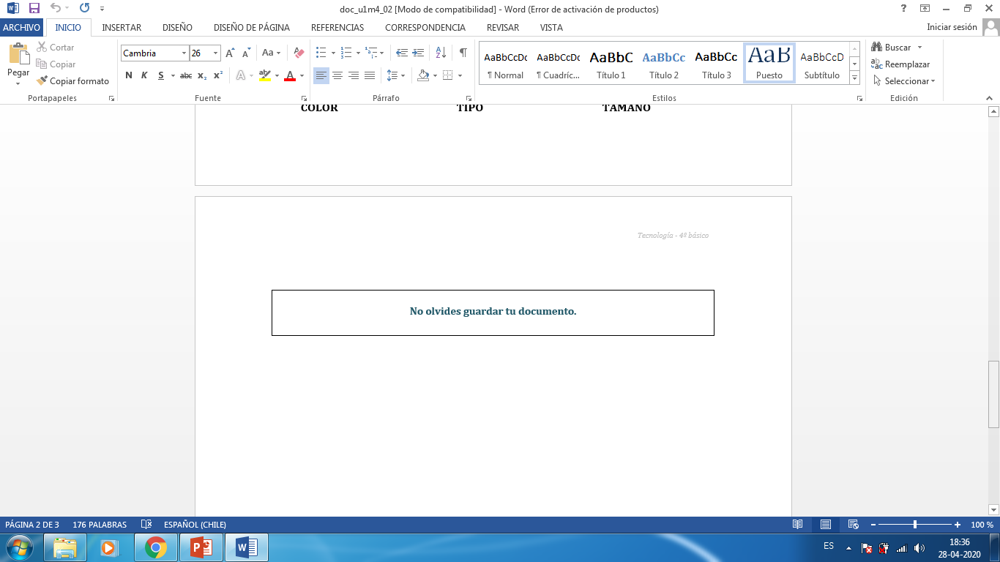 doc_u1m4_02 [Modo de compatibilidad] - Word (Error de activación de productos)
ARCHIVO INICIO INSERTAR DISEÑO DISEÑO DE PÁGINA REFERENCIAS CORRESPONDENCIA REVISAR VISTA Iniciar sesión
Pegar
Cortar
Copiar
Copiar formato
Portapapeles
Cambria 26
N K S abc x₂ x²
Fuente
Párrafo
AaBbCcDc AaBbCcDc AaBbC AaBbCc AaBbCc AaB AaBbCcD
¶ Normal ¶ Cuadríc... Título 1 Título 2 Título 3 Puesto Subtítulo
Estilos
Buscar
Reemplazar
Seleccionar
Edición
COLOR TIPO TAMAÑO
Tecnología - 4º básico
No olvides guardar tu documento.
PÁGINA 2 DE 3 176 PALABRAS ESPAÑOL (CHILE) 100 %
ES 18:36
28-04-2020